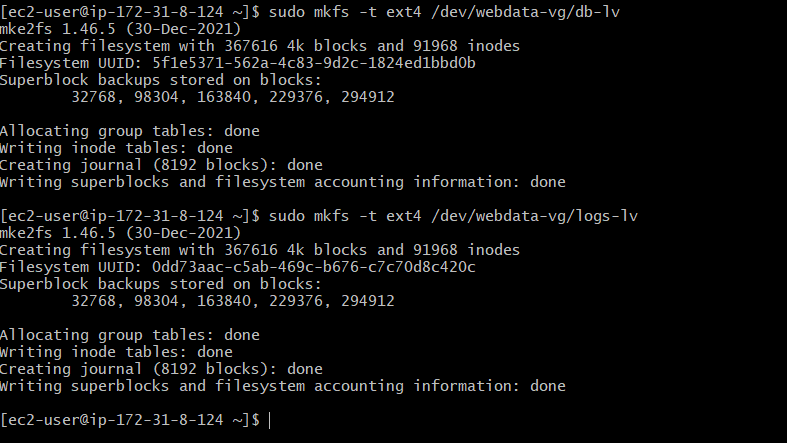 [ec2-user@ip-172-31-8-124 ~]$ sudo mkfs -t ext4 /dev/webdata-vg/db-lv
mke2fs 1.46.5 (30-Dec-2021)
Creating filesystem with 367616 4k blocks and 91968 inodes
Filesystem UUID: 5f1e5371-562a-4c83-9d2c-1824ed1bbd0b
Superblock backups stored on blocks:
        32768, 98304, 163840, 229376, 294912
Allocating group tables: done
Writing inode tables: done
Creating journal (8192 blocks): done
Writing superblocks and filesystem accounting information: done
[ec2-user@ip-172-31-8-124 ~]$ sudo mkfs -t ext4 /dev/webdata-vg/logs-lv
mke2fs 1.46.5 (30-Dec-2021)
Creating filesystem with 367616 4k blocks and 91968 inodes
Filesystem UUID: 0dd73aac-c5ab-469c-b676-c7c70d8c420c
Superblock backups stored on blocks:
        32768, 98304, 163840, 229376, 294912
Allocating group tables: done
Writing inode tables: done
Creating journal (8192 blocks): done
Writing superblocks and filesystem accounting information: done
[ec2-user@ip-172-31-8-124 ~]$